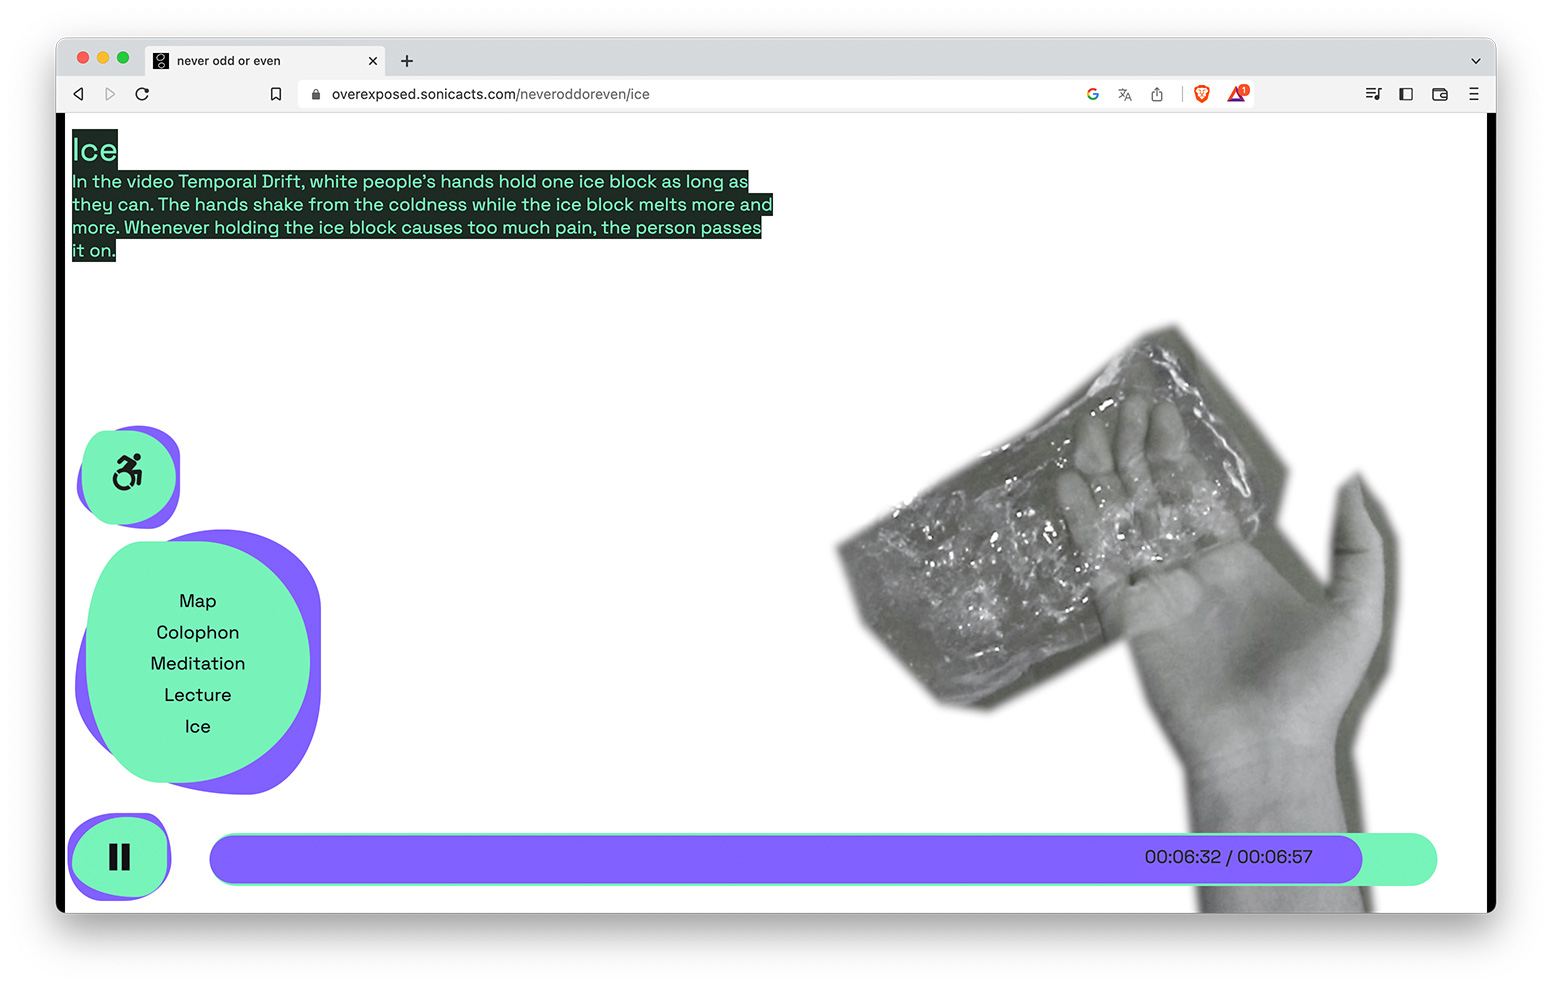 never odd or even
overexposed.sonicacts.com/neveroddoreven/ice
1
Ice
In the video Temporal Drift, white people's hands hold one ice block as long as
they can. The hands shake from the coldness while the ice block melts more and
more. Whenever holding the ice block causes too much pain, the person passes
it on.
Map
Colophon
Meditation
Lecture
Ice
00:06:32 / 00:06:57